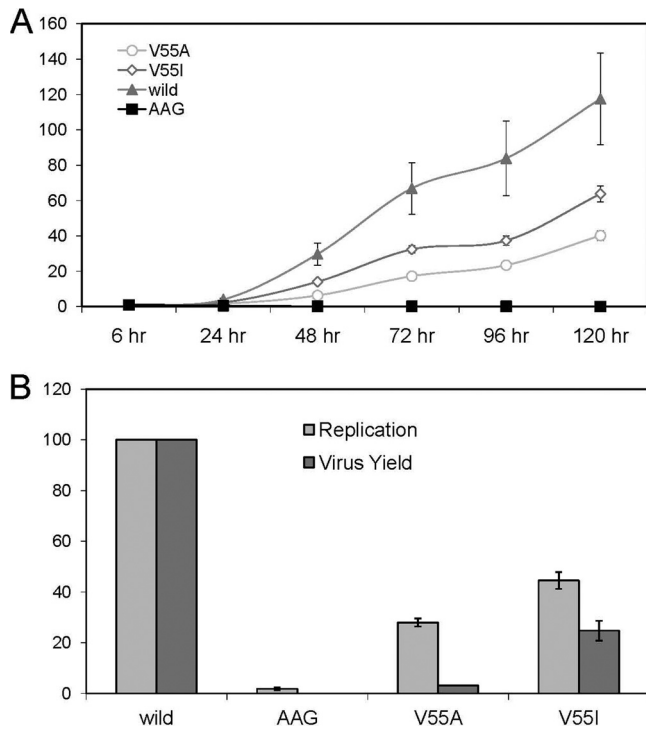 A
160
140
120
100
80
60
40
20
0
V55A
V55I
wild
AAG
6 hr 24 hr 48 hr 72 hr 96 hr 120 hr
B
120
100
80
60
40
20
0
Replication
Virus Yield
wild AAG V55A V55I